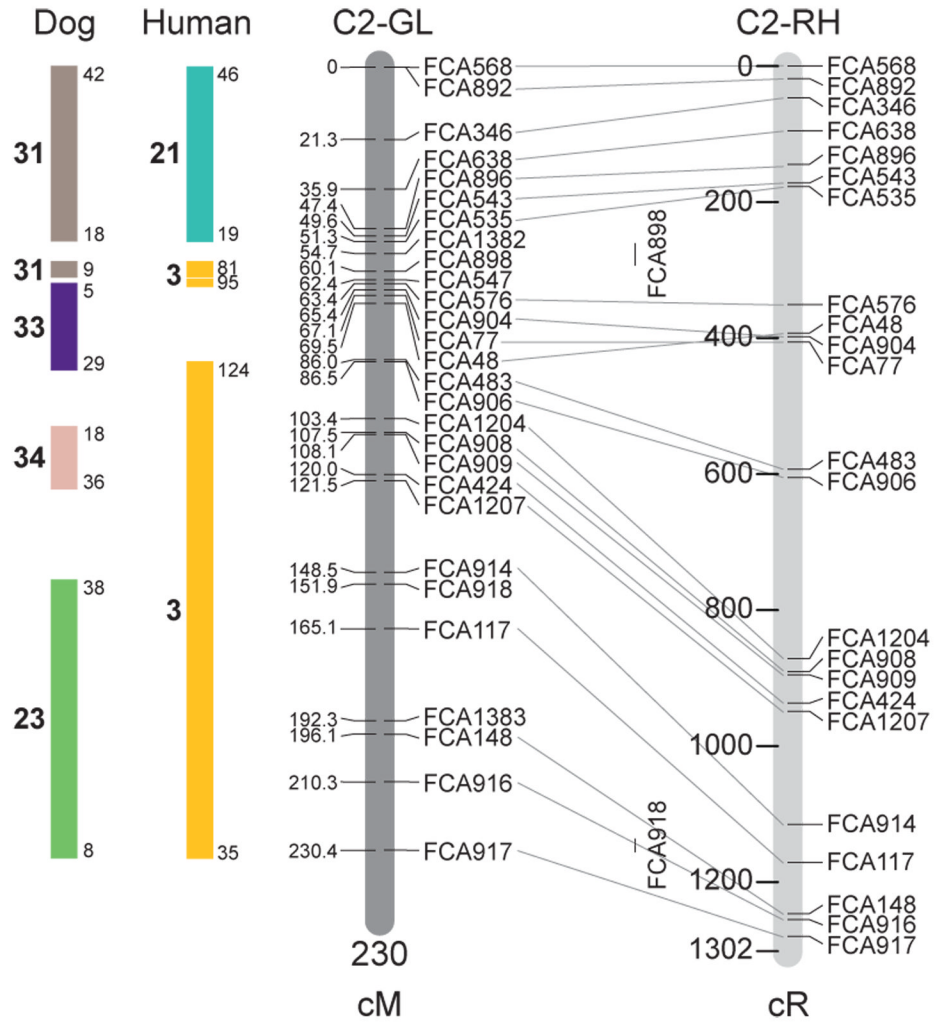 Dog Human C2-GL C2-RH
31
42
18
31
9
33
5
29
34
18
36
23
38
8
21
46
19
3
81
95
3
124
35
0
21.3
35.9
47.4
49.6
51.3
54.7
60.1
62.4
63.4
65.4
67.1
69.5
86.0
86.5
103.4
107.5
108.1
120.0
121.5
148.5
151.9
165.1
192.3
196.1
210.3
230.4
FCA568
FCA892
FCA346
FCA638
FCA896
FCA543
FCA535
FCA1382
FCA898
FCA547
FCA576
FCA904
FCA77
FCA48
FCA483
FCA906
FCA1204
FCA908
FCA909
FCA424
FCA1207
FCA914
FCA918
FCA117
FCA1383
FCA148
FCA916
FCA917
230
cM
FCA898
FCA918
0
200
400
600
800
1000
1200
1302
FCA568
FCA892
FCA346
FCA638
FCA896
FCA543
FCA535
FCA576
FCA48
FCA904
FCA77
FCA483
FCA906
FCA1204
FCA908
FCA909
FCA424
FCA1207
FCA914
FCA117
FCA148
FCA916
FCA917
cR